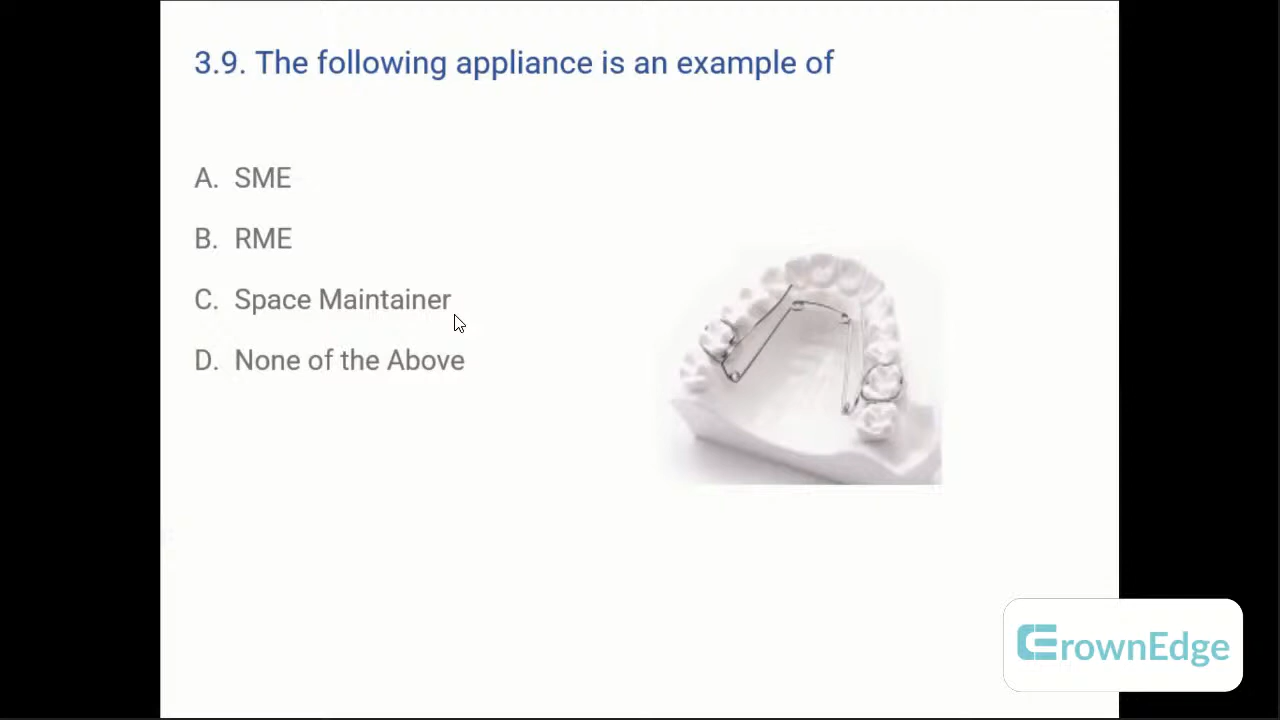 3.9. The following appliance is an example of
A. SME
B. RME
C. Space Maintainer
D. None of the Above
CrownEdge